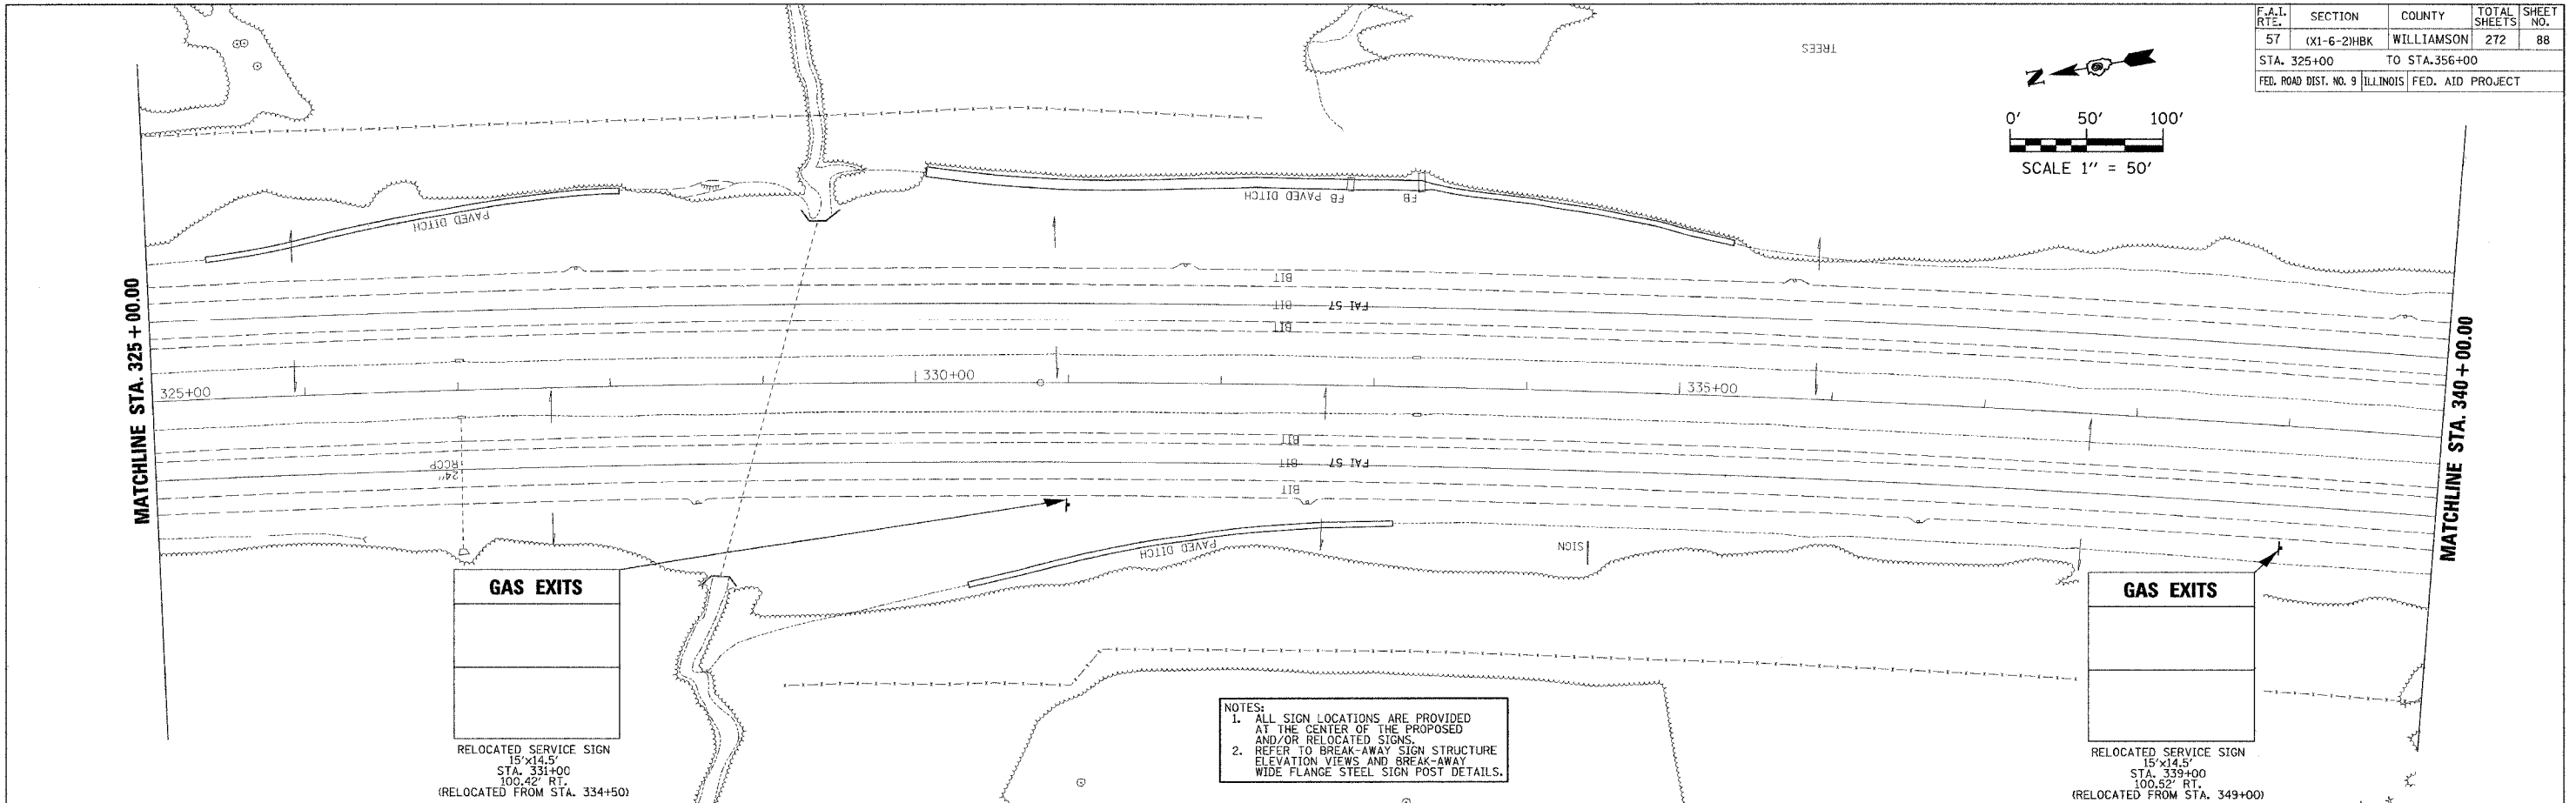 F.A.I. RTE. SECTION COUNTY TOTAL SHEETS SHEET NO.
57 (X1-6-2)HBK WILLIAMSON 272 88
STA. 325+00 TO STA.356+00
FED. ROAD DIST. NO. 9 ILLINOIS FED. AID PROJECT
TREES
N
0' 50' 100'
SCALE 1" = 50'
PAVED DITCH
PAVED DITCH FB
FB
BIT
FAI 57 BIT
BIT
MATCHLINE STA. 325+00.00
325+00
330+00
335+00
MATCHLINE STA. 340+00.00
BIT
FAI 57 BIT
BIT
24"
RCCP
PAVED DITCH
SIGN
GAS EXITS
RELOCATED SERVICE SIGN
15'x14.5'
STA. 331+00
100.42' RT.
(RELOCATED FROM STA. 334+50)
NOTES:
1. ALL SIGN LOCATIONS ARE PROVIDED
AT THE CENTER OF THE PROPOSED
AND/OR RELOCATED SIGNS.
2. REFER TO BREAK-AWAY SIGN STRUCTURE
ELEVATION VIEWS AND BREAK-AWAY
WIDE FLANGE STEEL SIGN POST DETAILS.
GAS EXITS
RELOCATED SERVICE SIGN
15'x14.5'
STA. 339+00
100.52' RT.
(RELOCATED FROM STA. 349+00)